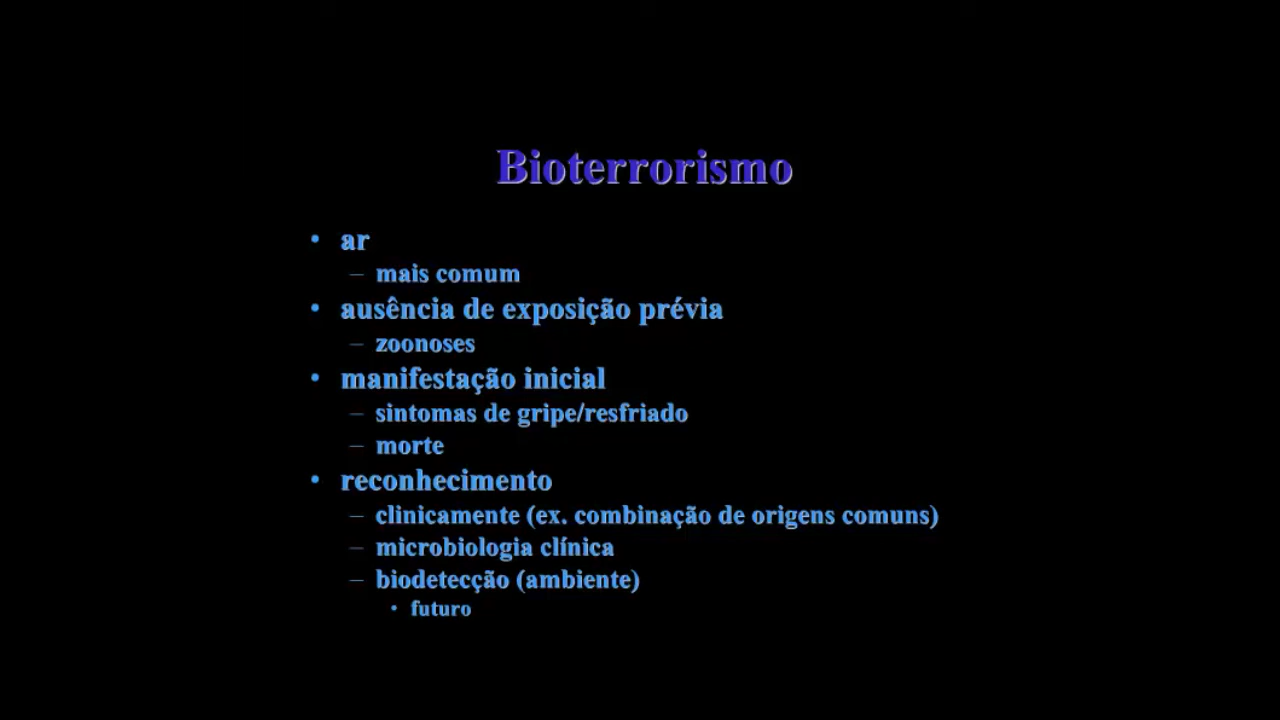 Bioterrorismo
• ar
– mais comum
• ausência de exposição prévia
– zoonoses
• manifestação inicial
– sintomas de gripe/resfriado
– morte
• reconhecimento
– clinicamente (ex. combinação de origens comuns)
– microbiologia clínica
– biodetecção (ambiente)
• futuro